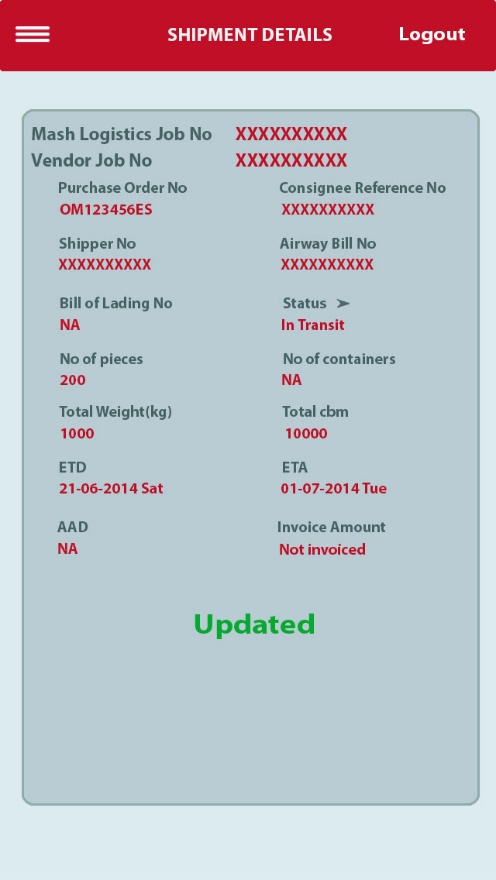 SHIPMENT DETAILS Logout
Mash Logistics Job No XXXXXXXXXX
Vendor Job No XXXXXXXXXX
Purchase Order No Consignee Reference No
OM123456ES XXXXXXXXXX
Shipper No Airway Bill No
XXXXXXXXXX XXXXXXXXXX
Bill of Lading No Status ➤
NA In Transit
No of pieces No of containers
200 NA
Total Weight(kg) Total cbm
1000 10000
ETD ETA
21-06-2014 Sat 01-07-2014 Tue
AAD Invoice Amount
NA Not invoiced
Updated